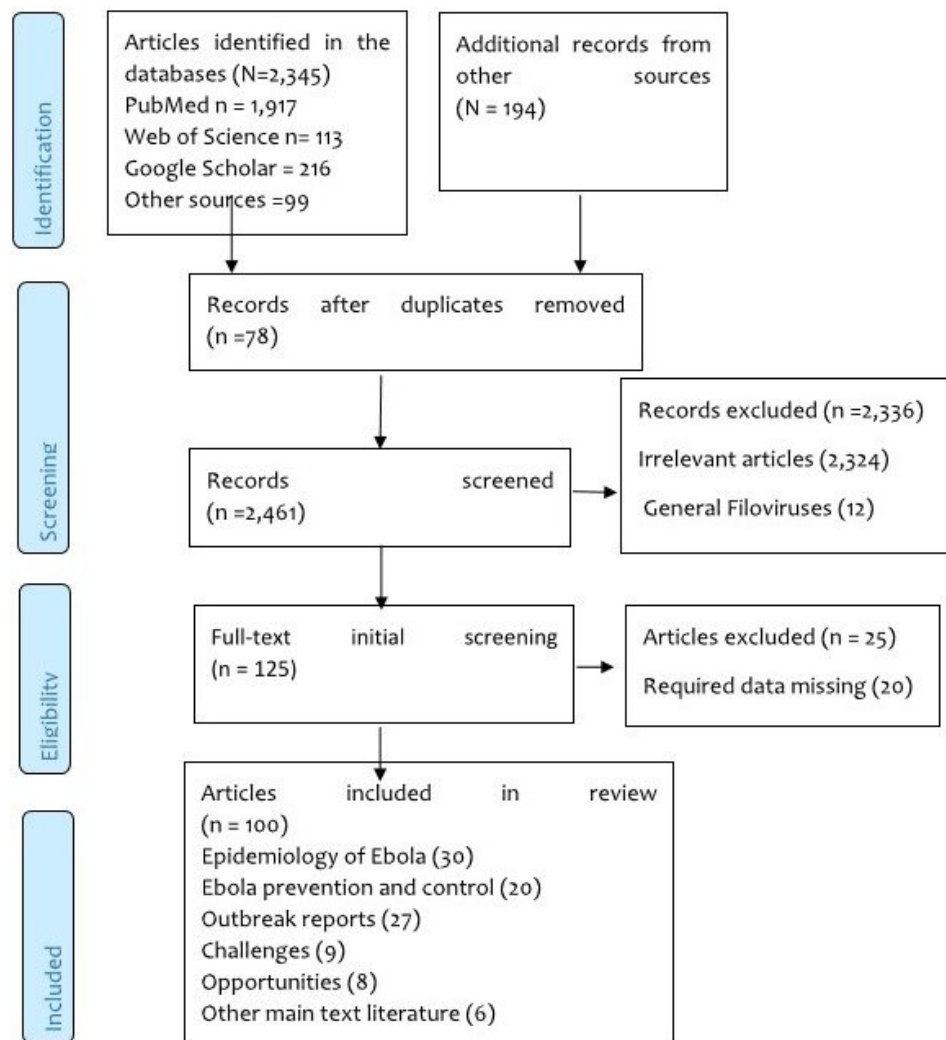 Identification
Articles identified in the
databases (N=2,345)
PubMed n = 1,917
Web of Science n= 113
Google Scholar = 216
Other sources =99
Additional records from
other sources
(N = 194)
Screening
Records after duplicates removed
(n =78)
Records screened
(n =2,461)
Records excluded (n =2,336)
Irrelevant articles (2,324)
General Filoviruses (12)
Eligibility
Full-text initial screening
(n = 125)
Articles excluded (n = 25)
Required data missing (20)
Included
Articles included in review
(n = 100)
Epidemiology of Ebola (30)
Ebola prevention and control (20)
Outbreak reports (27)
Challenges (9)
Opportunities (8)
Other main text literature (6)